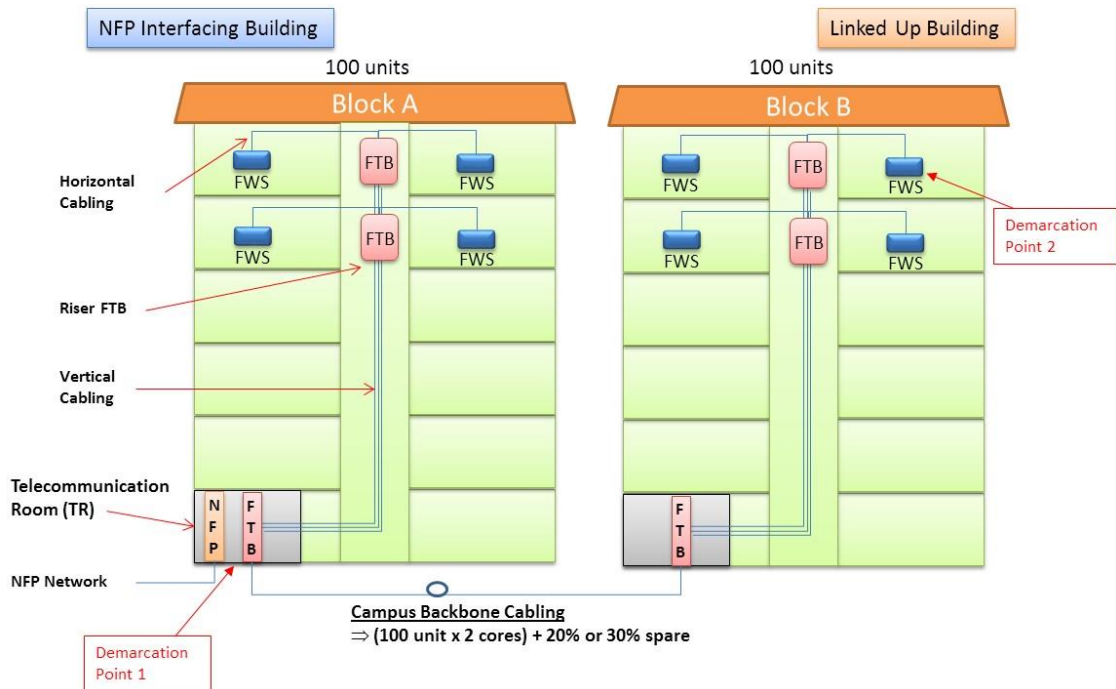 NFP Interfacing Building
Linked Up Building
100 units
100 units
Block A
Block B
FTB
FWS
FWS
FTB
FWS
FWS
FTB
FWS
FWS
FTB
FWS
FWS
Horizontal
Cabling
Riser FTB
Vertical
Cabling
Telecommunication
Room (TR)
NFP Network
Demarcation
Point 2
N
F
P
F
T
B
F
T
B
Campus Backbone Cabling
⇒ (100 unit x 2 cores) + 20% or 30% spare
Demarcation
Point 1